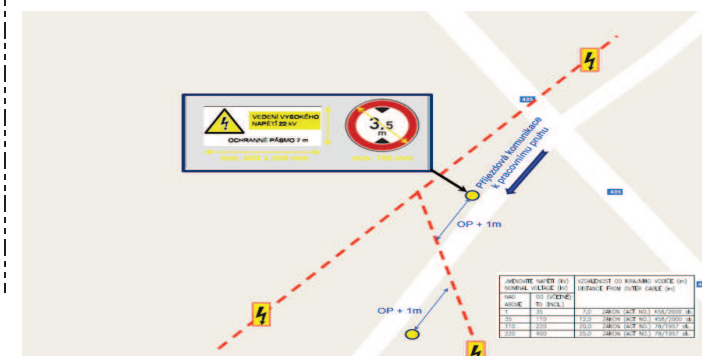 VEDENÍ VYSOKÉHO
NAPĚTÍ 22 kV
OCHRANNÉ PÁSMO 7 m
3,5
m
435
Příjezdová komunikace
k pracovnímu pruhu
435
OP + 1m
OP + 1m
JMENOVITÉ NAPĚTÍ (kV) VZDÁLENOST OD KRAJNÍHO VODIČE (m)
NOMINAL VOLTAGE (kV) DISTANCE FROM OUTER CABLE (m)
NAD DO (VČETNĚ)
ABOVE TO (INCL.)
1 35 7,0 ZÁKON (ACT NO.) 458/2000 sb.
35 110 12,0 ZÁKON (ACT NO.) 458/2000 sb.
110 220 20,0 ZÁKON (ACT NO.) 79/1957 sb.
220 400 25,0 ZÁKON (ACT NO.) 79/1957 sb.